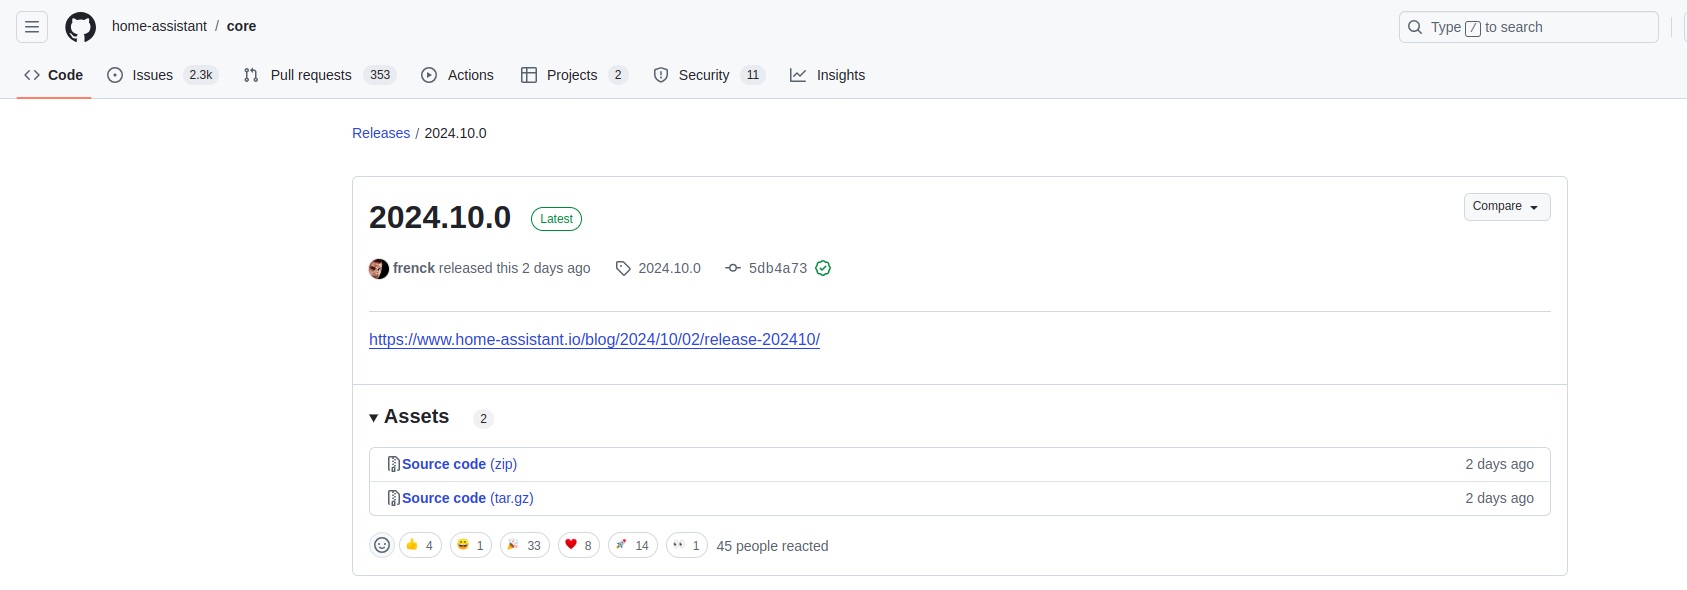 home-assistant / core
Type / to search
Code Issues 2.3k Pull requests 353 Actions Projects 2 Security 11 Insights
Releases / 2024.10.0
2024.10.0 Latest
Compare
frenck released this 2 days ago 2024.10.0 5db4a73
https://www.home-assistant.io/blog/2024/10/02/release-202410/
Assets 2
Source code (zip) 2 days ago
Source code (tar.gz) 2 days ago
👍 4 😄 1 🎉 33 ❤️ 8 🚀 14 👀 1 45 people reacted